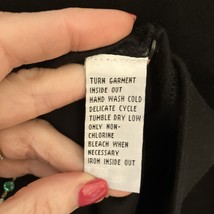 TURN GARMENT
INSIDE OUT
HAND WASH COLD
DELICATE CYCLE
TUMBLE DRY LOW
ONLY NON-
CHLORINE
BLEACH WHEN
NECESSARY
IRON INSIDE OUT